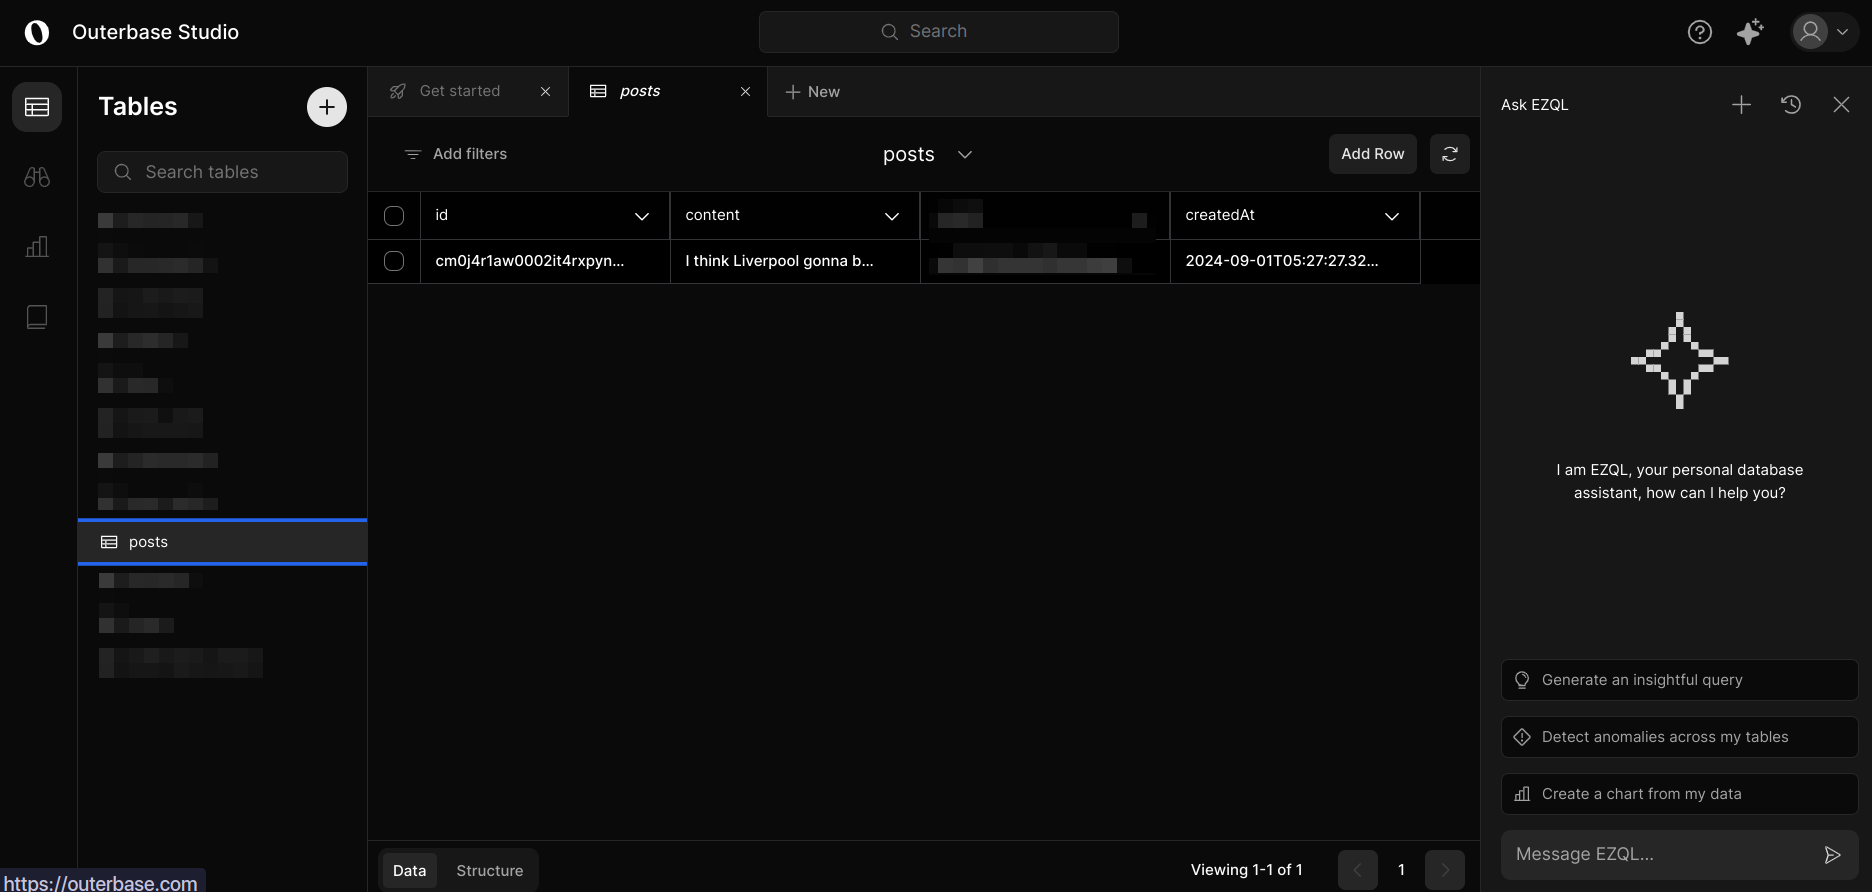 Outerbase Studio
Search
Tables
Search tables
posts
Get started
posts
New
Add filters
posts
Add Row
id
content
createdAt
cm0j4r1aw0002it4rxpyn...
I think Liverpool gonna b...
2024-09-01T05:27:27.32...
Data
Structure
Viewing 1-1 of 1
1
Ask EZQL
I am EZQL, your personal database
assistant, how can I help you?
Generate an insightful query
Detect anomalies across my tables
Create a chart from my data
Message EZQL...
https://outerbase.com